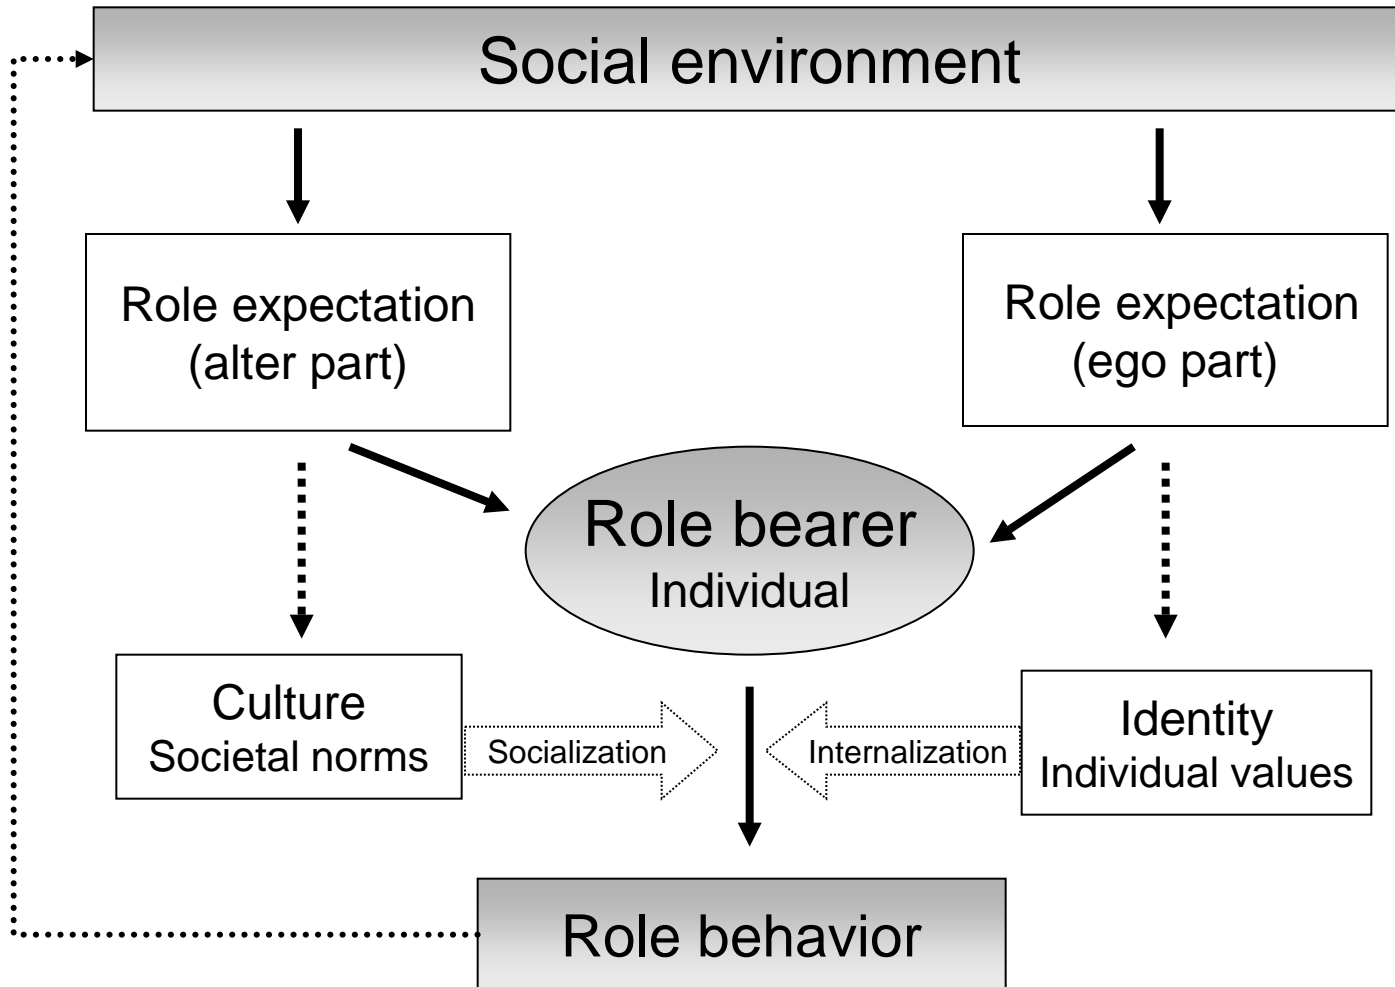 Social environment
Role expectation
(alter part)
Role expectation
(ego part)
Role bearer
Individual
Culture
Societal norms
Socialization
Internalization
Identity
Individual values
Role behavior